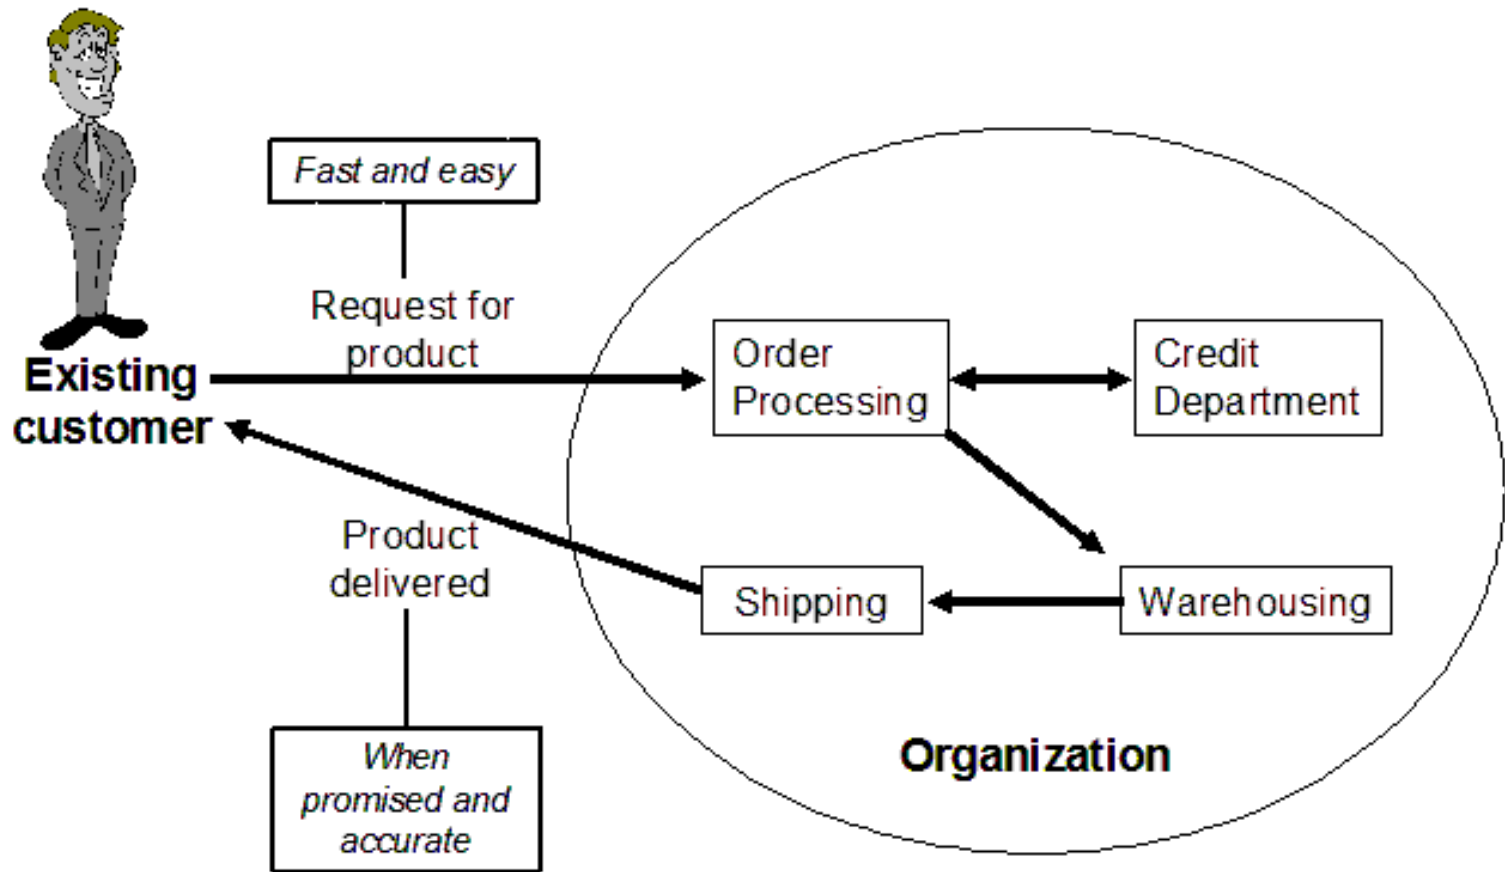 Fast and easy
Request for
product
Existing
customer
Order
Processing
Credit
Department
Product
delivered
Shipping
Warehousing
When
promised and
accurate
Organization